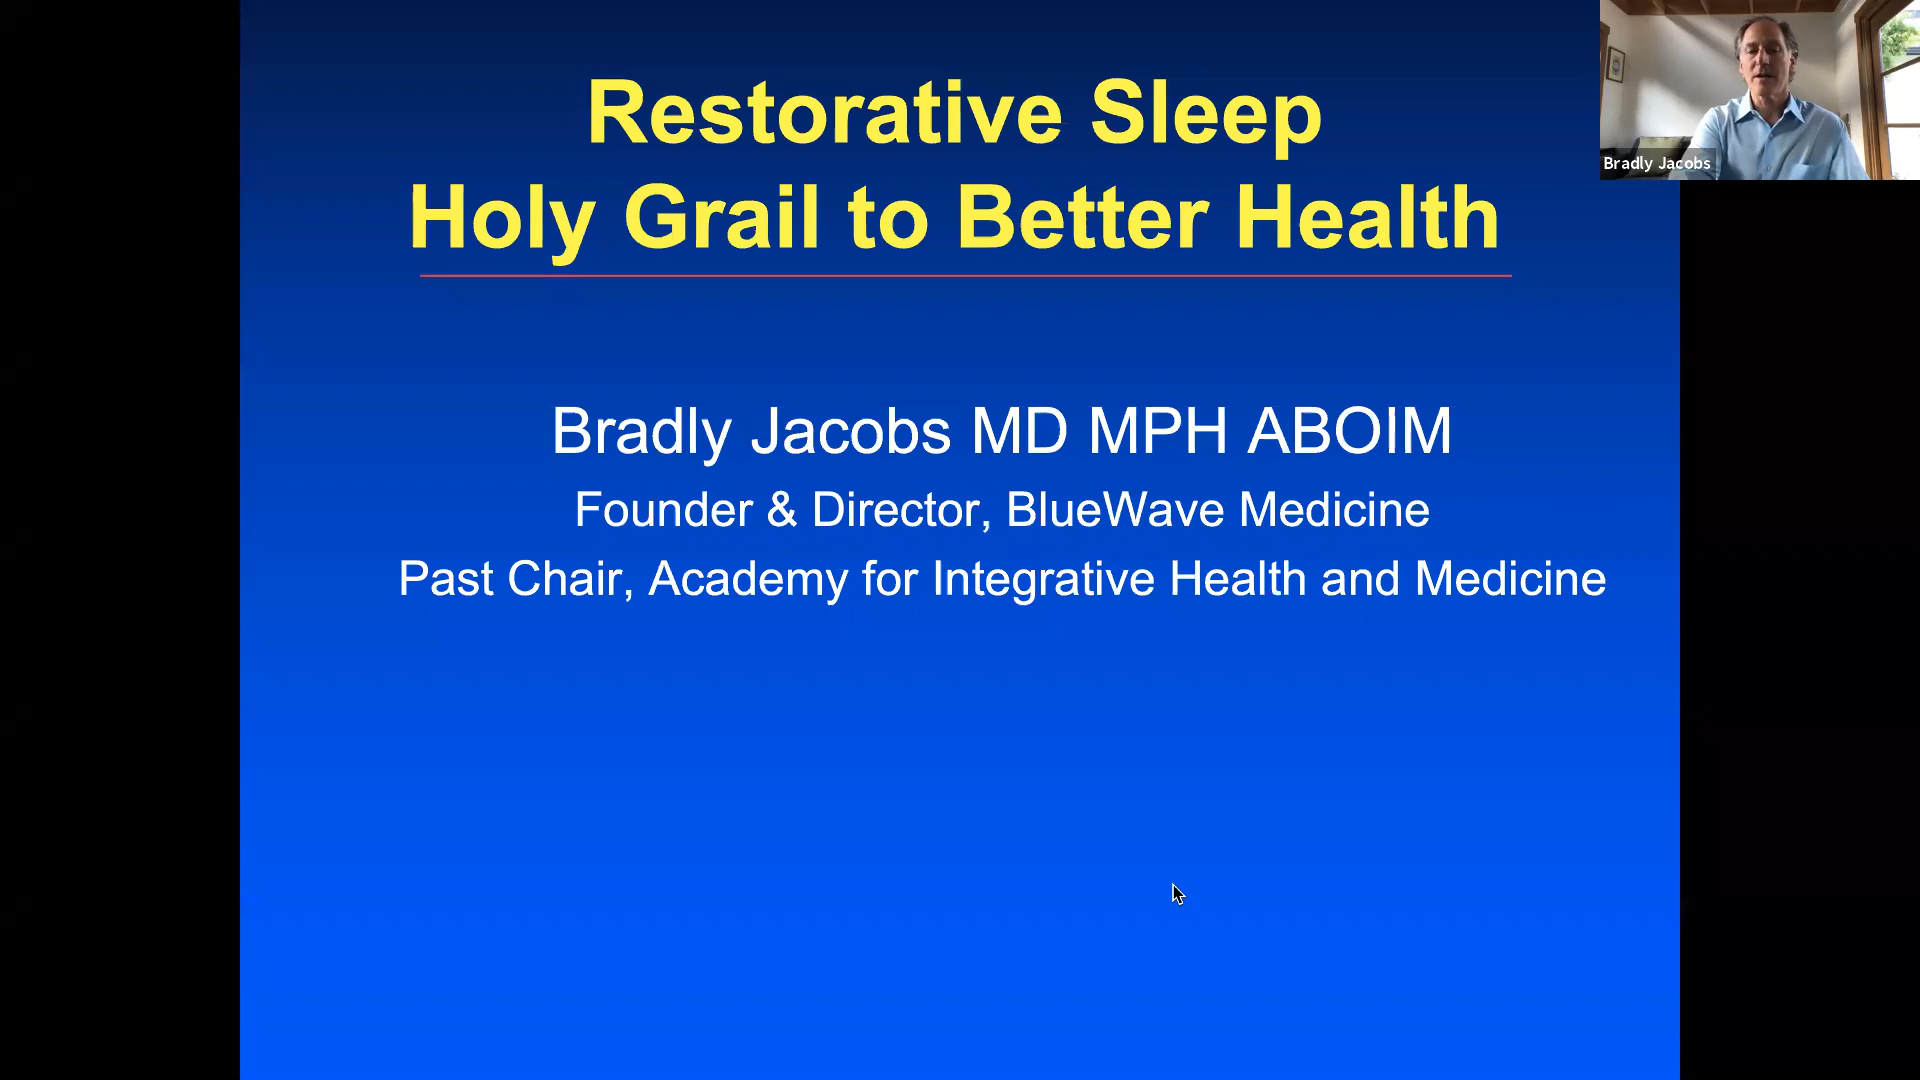 Restorative Sleep
Holy Grail to Better Health
Bradly Jacobs
Bradly Jacobs MD MPH ABOIM
Founder & Director, BlueWave Medicine
Past Chair, Academy for Integrative Health and Medicine